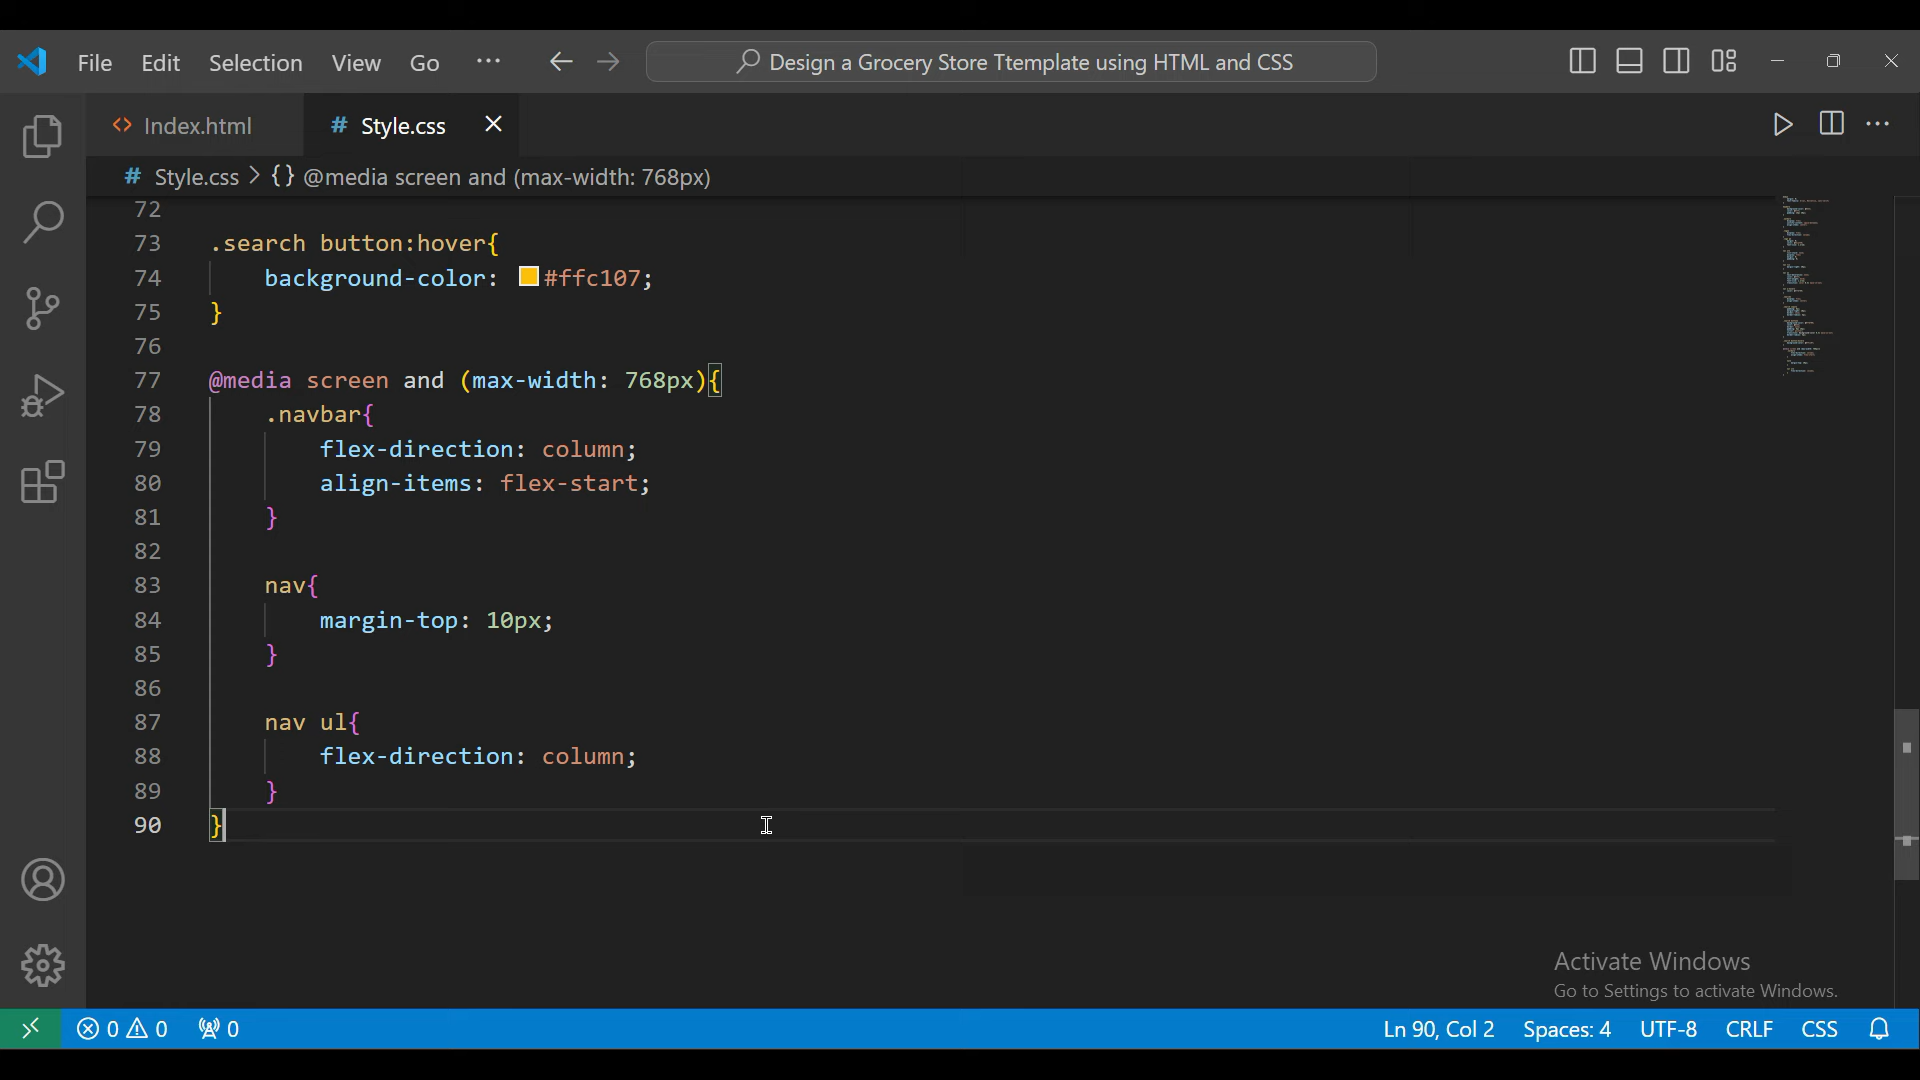 File Edit Selection View Go ··· Design a Grocery Store Ttemplate using HTML and CSS
Index.html # Style.css
# Style.css > {} @media screen and (max-width: 768px)
72
73 .search button:hover{
74 background-color: #ffc107;
75 }
76
77 @media screen and (max-width: 768px){
78 .navbar{
79 flex-direction: column;
80 align-items: flex-start;
81 }
82
83 nav{
84 margin-top: 10px;
85 }
86
87 nav ul{
88 flex-direction: column;
89 }
90 }
Activate Windows
Go to Settings to activate Windows.
0 0 0 Ln 90, Col 2 Spaces: 4 UTF-8 CRLF CSS